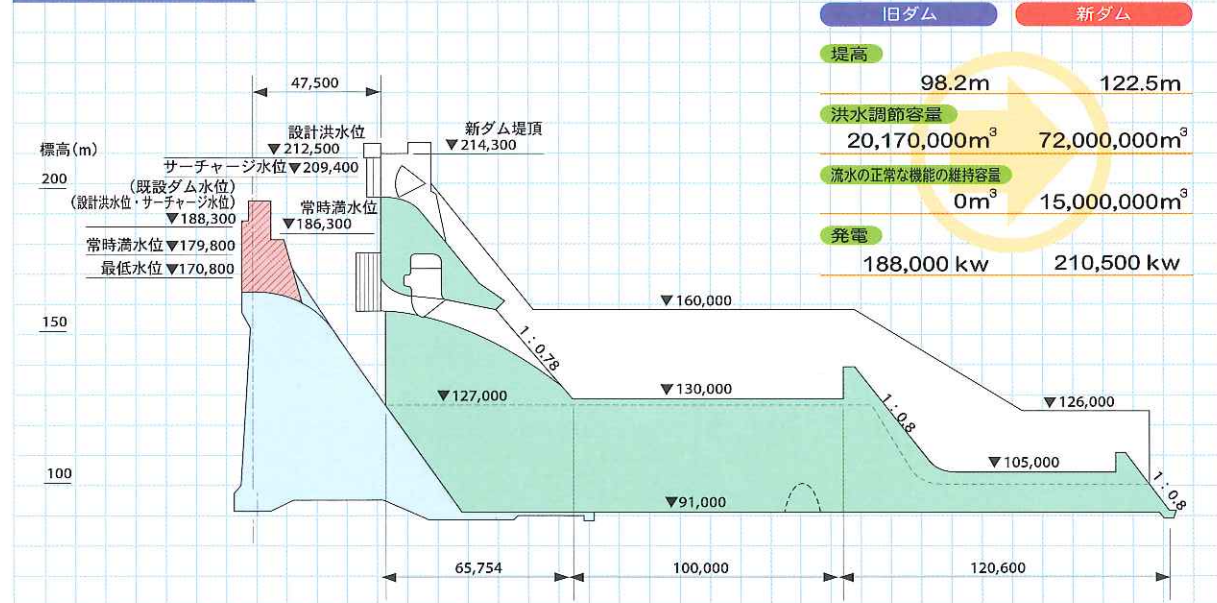 旧ダム
新ダム
堤高
98.2m
122.5m
洪水調節容量
20,170,000m³
72,000,000m³
流水の正常な機能の維持容量
0m³
15,000,000m³
発電
188,000 kw
210,500 kw
47,500
標高(m)
200
150
100
設計洪水位
▼212,500
サーチャージ水位▼209,400
(既設ダム水位)
(設計洪水位・サーチャージ水位)
▼188,300
常時満水位▼179,800
最低水位▼170,800
常時満水位
▼186,300
新ダム堤頂
▼214,300
▼160,000
1:0.78
▼130,000
▼127,000
1:0.8
▼126,000
▼105,000
1:0.8
▼91,000
65,754
100,000
120,600